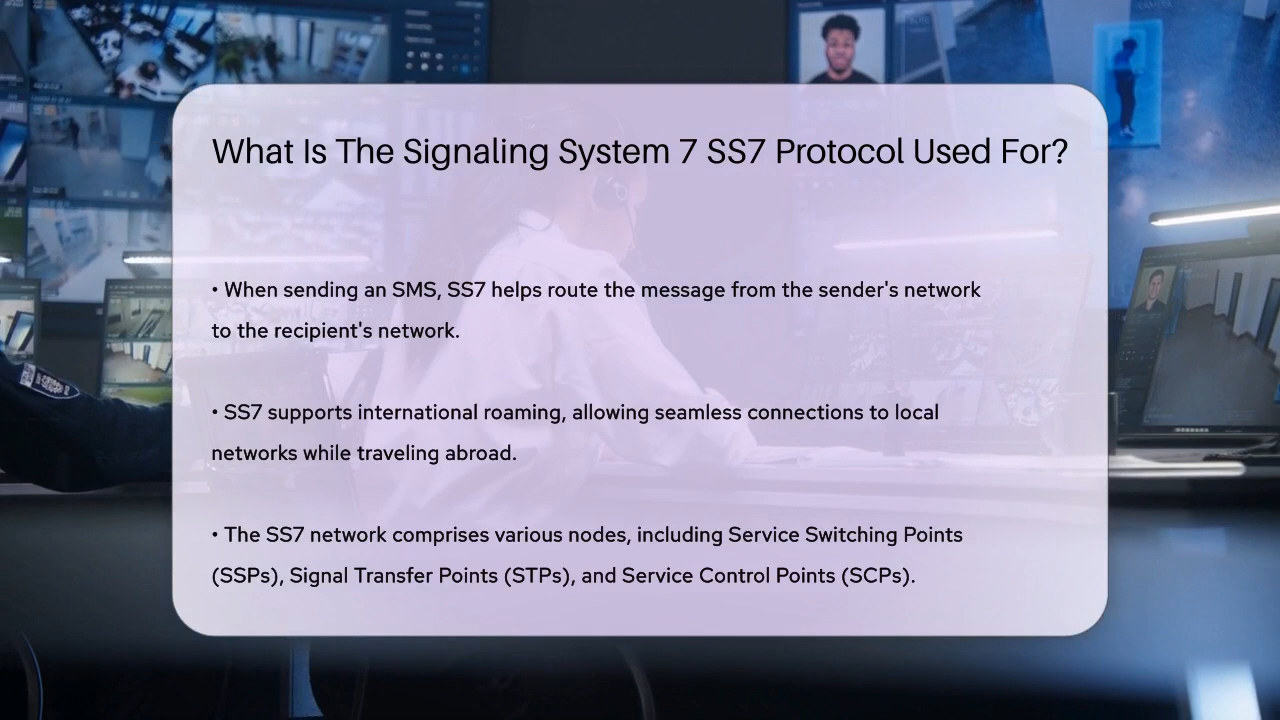 What Is The Signaling System 7 SS7 Protocol Used For?
• When sending an SMS, SS7 helps route the message from the sender's network
to the recipient's network.
• SS7 supports international roaming, allowing seamless connections to local
networks while traveling abroad.
• The SS7 network comprises various nodes, including Service Switching Points
(SSPs), Signal Transfer Points (STPs), and Service Control Points (SCPs).